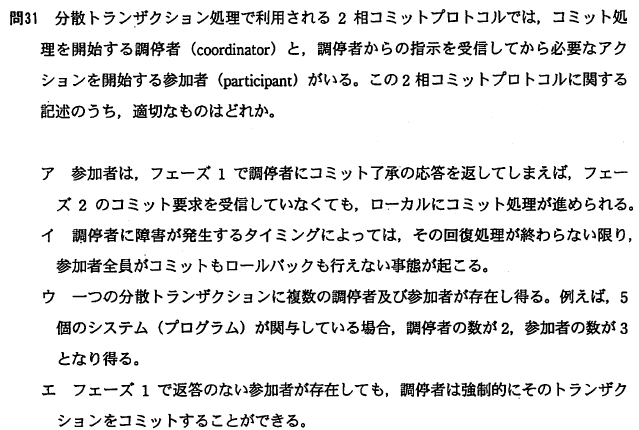 問31 分散トランザクション処理で利用される 2 相コミットプロトコルでは，コミット処
理を開始する調停者（coordinator）と，調停者からの指示を受信してから必要なアク
ションを開始する参加者（participant）がいる。この2相コミットプロトコルに関する
記述のうち，適切なものはどれか。
ア 参加者は，フェーズ 1 で調停者にコミット了承の応答を返してしまえば，フェー
ズ 2 のコミット要求を受信していなくても，ローカルにコミット処理が進められる。
イ 調停者に障害が発生するタイミングによっては，その回復処理が終わらない限り，
参加者全員がコミットもロールバックも行えない事態が起こる。
ウ 一つの分散トランザクションに複数の調停者及び参加者が存在し得る。例えば，5
個のシステム（プログラム）が関与している場合，調停者の数が2，参加者の数が3
となり得る。
エ フェーズ 1 で返答のない参加者が存在しても，調停者は強制的にそのトランザク
ションをコミットすることができる。